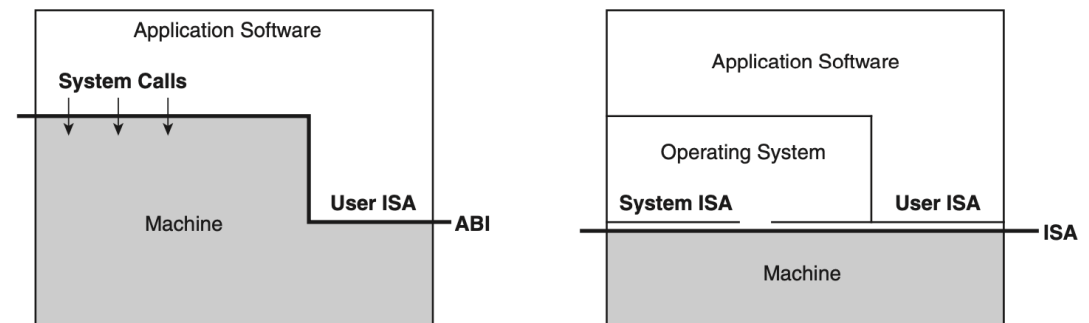 Application Software
System Calls
User ISA
Machine
ABI
Application Software
Operating System
System ISA
User ISA
ISA
Machine